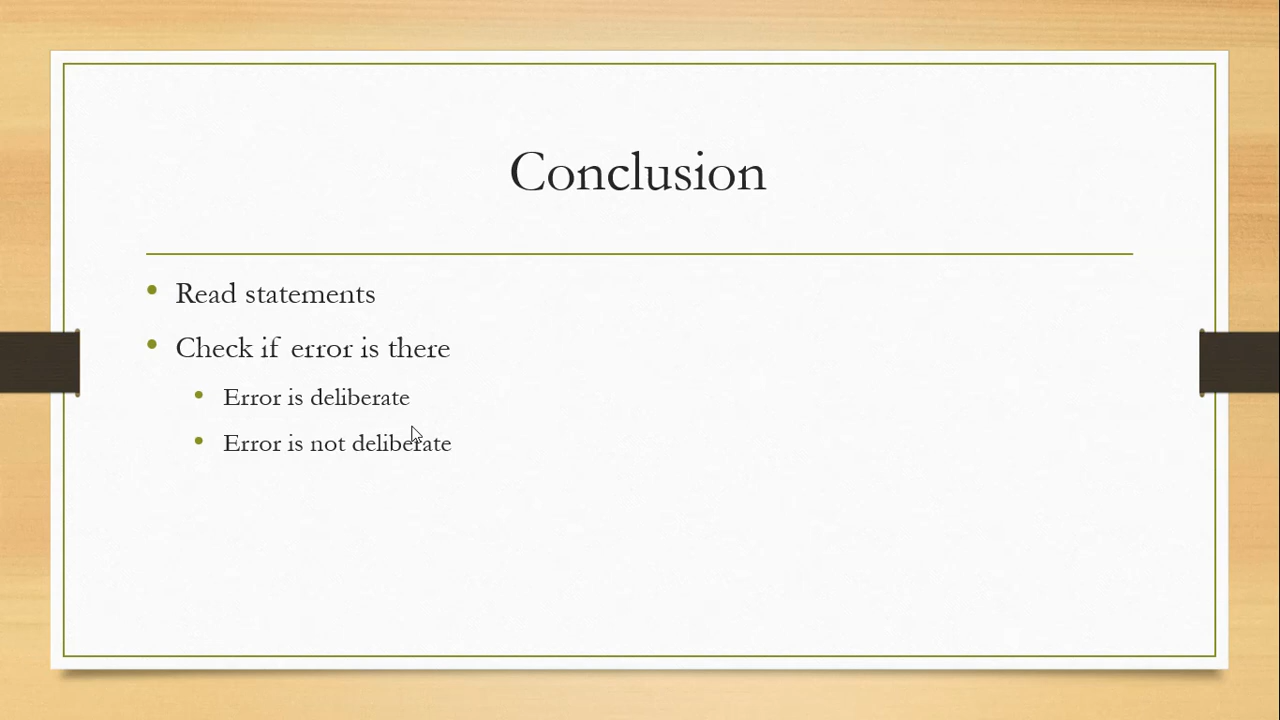 Conclusion
• Read statements
• Check if error is there
• Error is deliberate
• Error is not deliberate